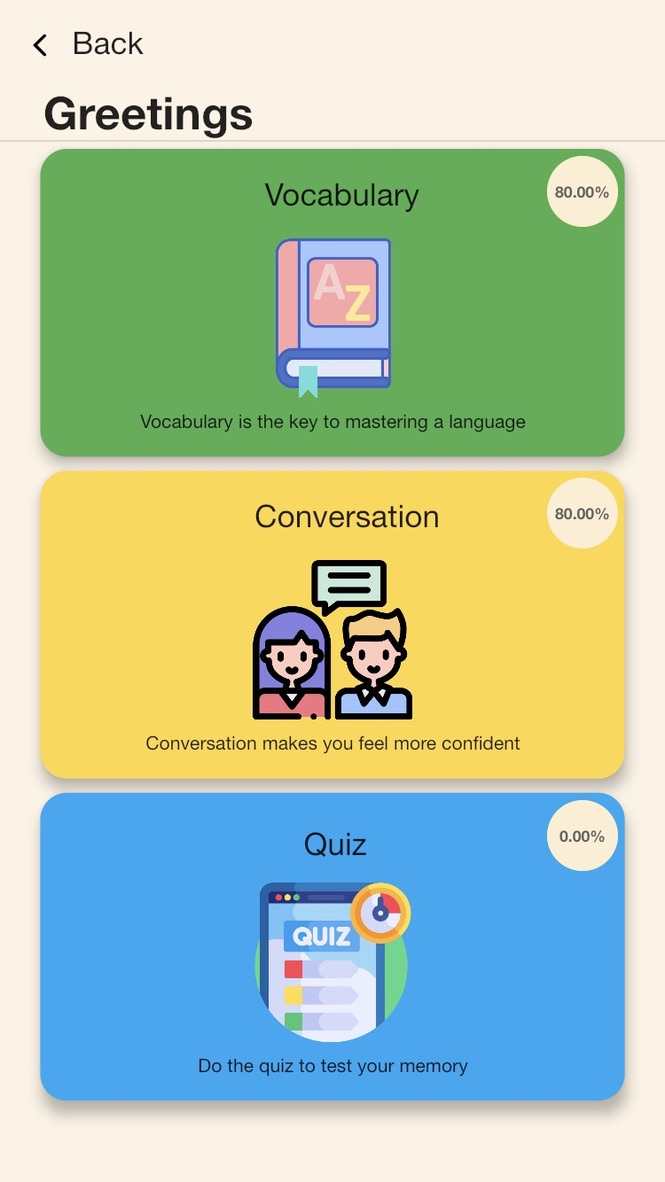 Back
Greetings
Vocabulary
80.00%
A
Z
Vocabulary is the key to mastering a language
Conversation
80.00%
Conversation makes you feel more confident
Quiz
0.00%
QUIZ
Do the quiz to test your memory